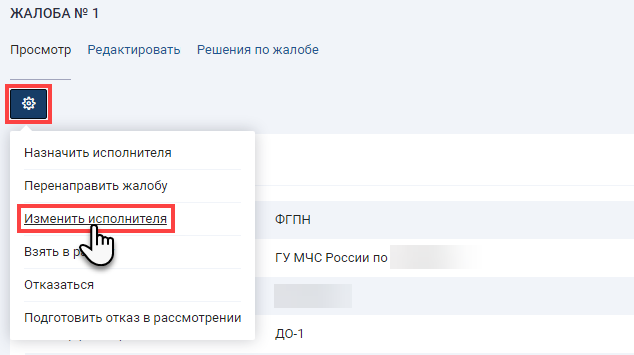 ЖАЛОБА № 1
Просмотр Редактировать Решения по жалобе
Назначить исполнителя
Перенаправить жалобу
Изменить исполнителя
ФГПН
Взять в
ГУ МЧС России по
Отказаться
Подготовить отказ в рассмотрении
ДО-1